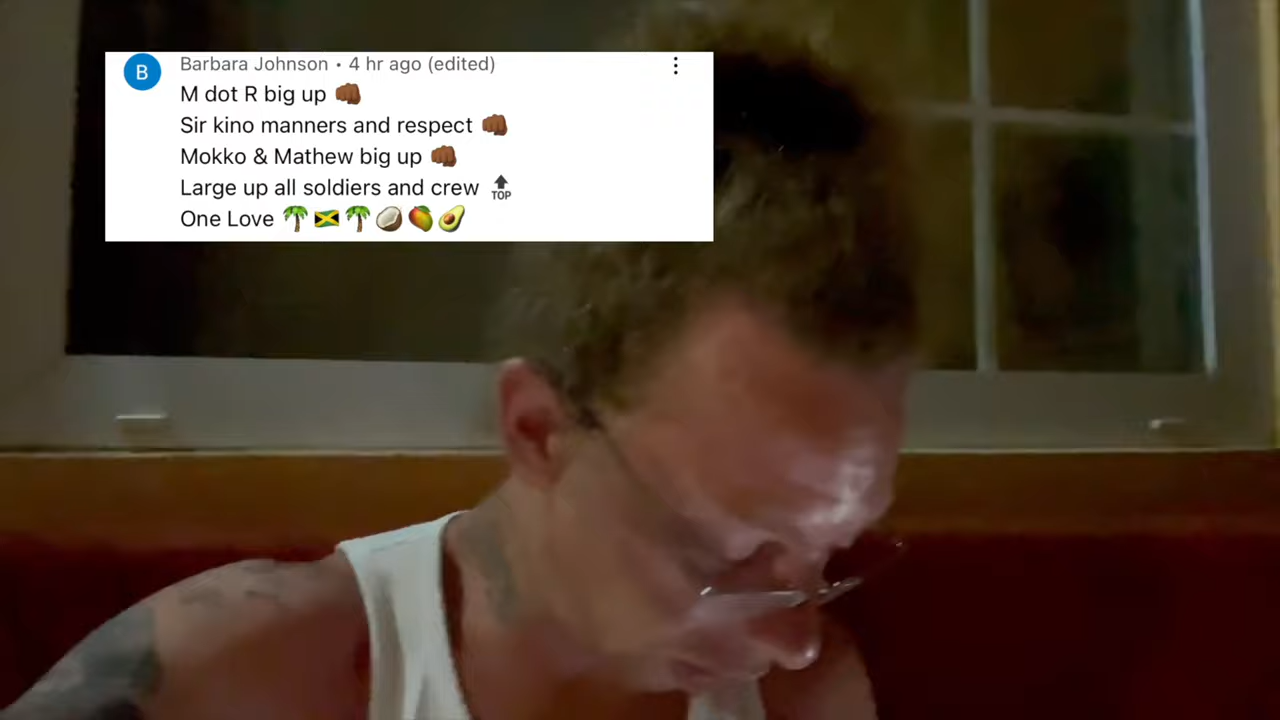 B
Barbara Johnson • 4 hr ago (edited)
M dot R big up 👊🏾
Sir kino manners and respect 👊🏾
Mokko & Mathew big up 👊🏾
Large up all soldiers and crew 🔝
One Love 🌴🇯🇲🌴🥥🥭🥑